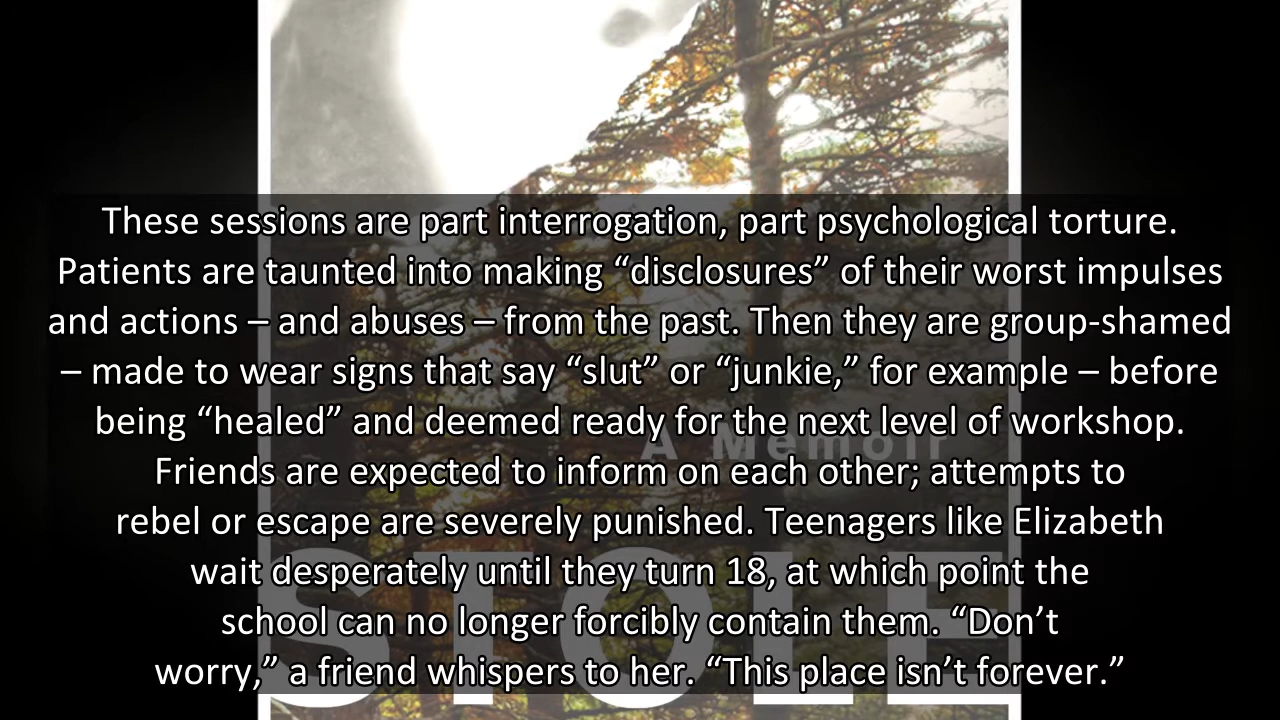 These sessions are part interrogation, part psychological torture.
Patients are taunted into making “disclosures” of their worst impulses
and actions – and abuses – from the past. Then they are group-shamed
– made to wear signs that say “slut” or “junkie,” for example – before
being “healed” and deemed ready for the next level of workshop.
A Memoir
Friends are expected to inform on each other; attempts to
rebel or escape are severely punished. Teenagers like Elizabeth
wait desperately until they turn 18, at which point the
school can no longer forcibly contain them. “Don’t
worry,” a friend whispers to her. “This place isn’t forever.”
STOLE